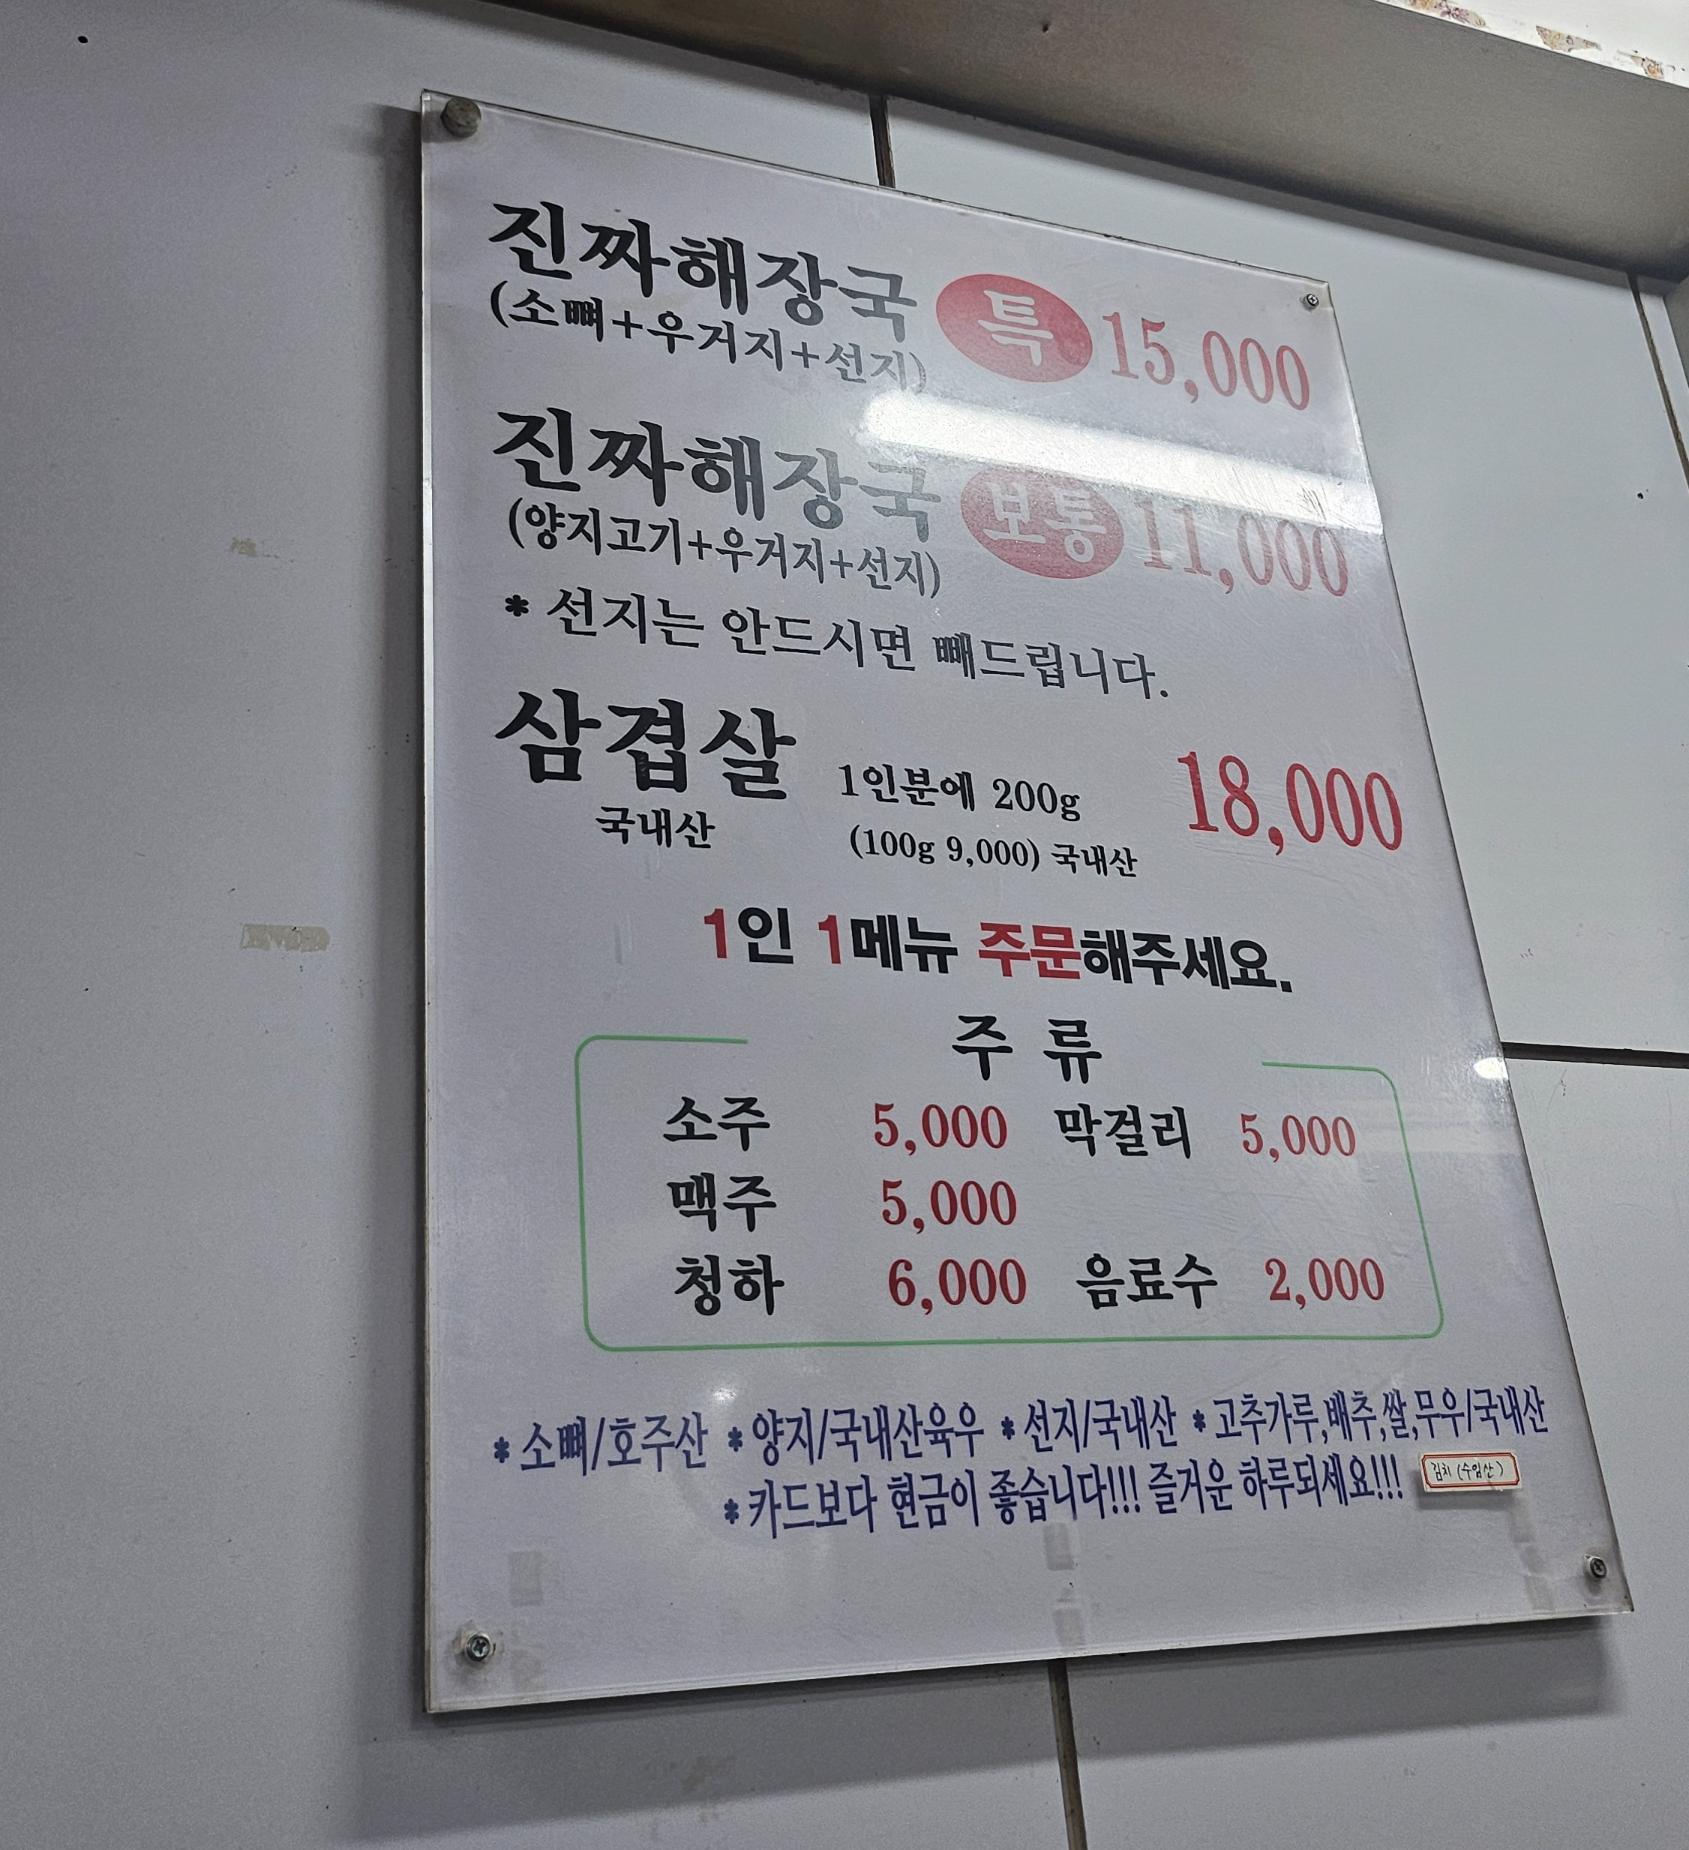 진짜해장국 특 15,000
(소뼈+우거지+선지)
진짜해장국 보통 11,000
(양지고기+우거지+선지)
* 선지는 안드시면 빼드립니다.
삼겹살 1인분에 200g 18,000
국내산 (100g 9,000) 국내산
1인 1메뉴 주문해주세요.
주 류
소주 5,000 막걸리 5,000
맥주 5,000
청하 6,000 음료수 2,000
* 소뼈/호주산 * 양지/국내산육우 * 선지/국내산 * 고추가루,배추,쌀,무우/국내산
* 카드보다 현금이 좋습니다!!! 즐거운 하루되세요!!! 김치 (수입산)